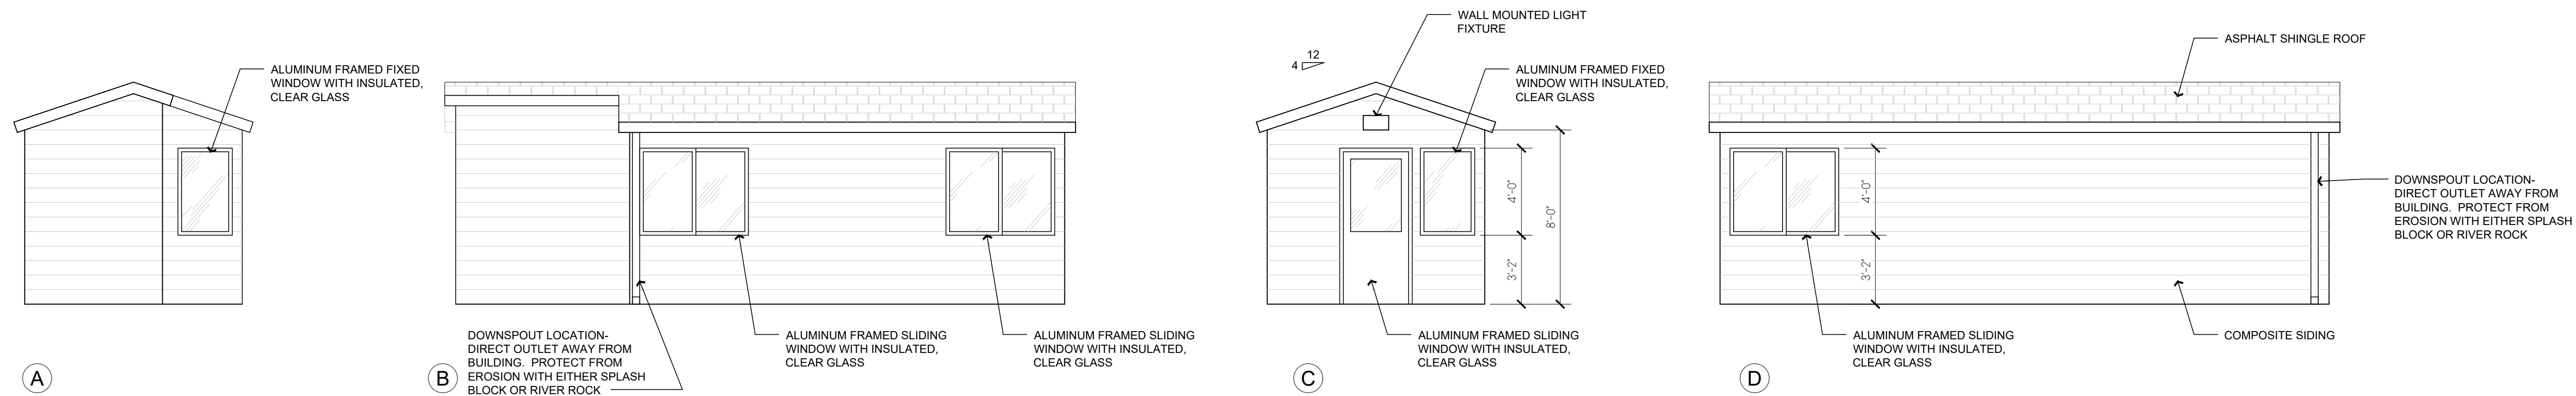 ALUMINUM FRAMED FIXED
WINDOW WITH INSULATED,
CLEAR GLASS
A
DOWNSPOUT LOCATION-
DIRECT OUTLET AWAY FROM
BUILDING. PROTECT FROM
EROSION WITH EITHER SPLASH
BLOCK OR RIVER ROCK
ALUMINUM FRAMED SLIDING
WINDOW WITH INSULATED,
CLEAR GLASS
ALUMINUM FRAMED SLIDING
WINDOW WITH INSULATED,
CLEAR GLASS
B
WALL MOUNTED LIGHT
FIXTURE
12
4
ALUMINUM FRAMED FIXED
WINDOW WITH INSULATED,
CLEAR GLASS
4'-0"
8'-0"
3'-2"
ALUMINUM FRAMED SLIDING
WINDOW WITH INSULATED,
CLEAR GLASS
C
ASPHALT SHINGLE ROOF
4'-0"
3'-2"
DOWNSPOUT LOCATION-
DIRECT OUTLET AWAY FROM
BUILDING. PROTECT FROM
EROSION WITH EITHER SPLASH
BLOCK OR RIVER ROCK
ALUMINUM FRAMED SLIDING
WINDOW WITH INSULATED,
CLEAR GLASS
COMPOSITE SIDING
D